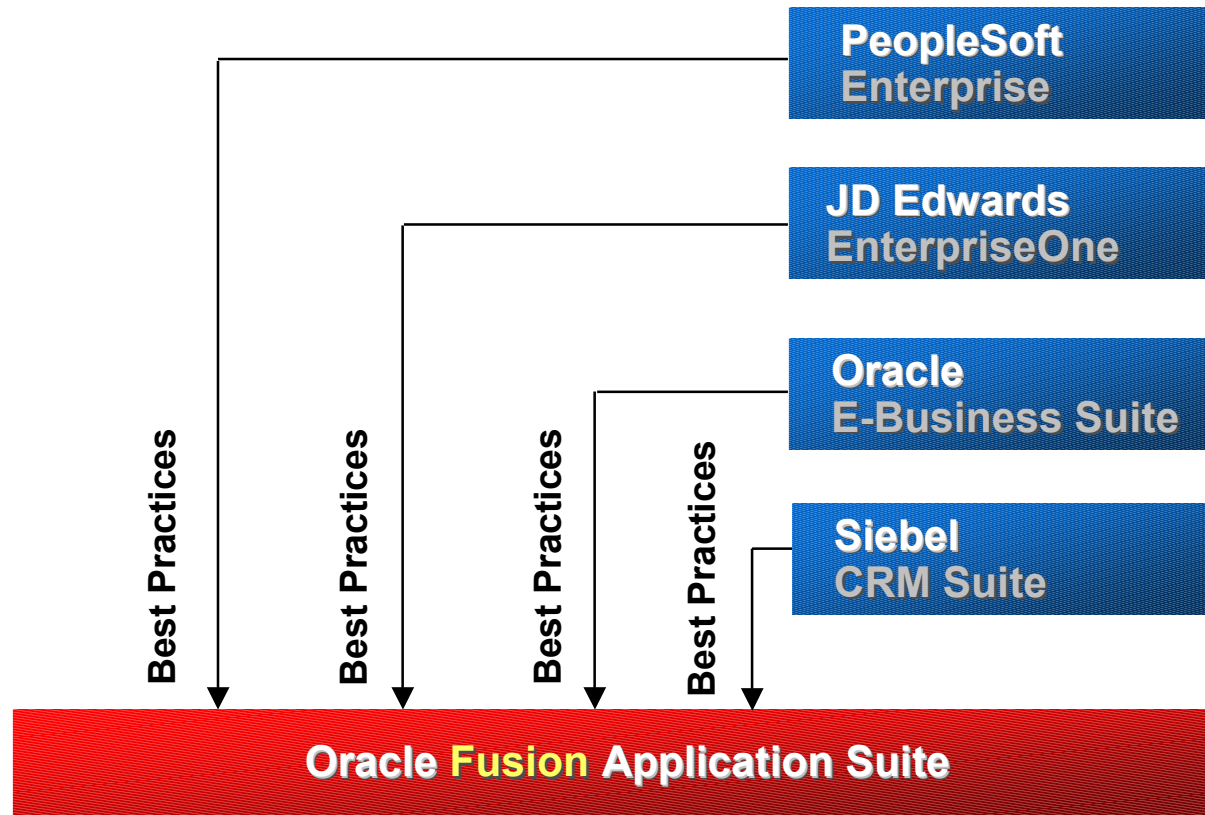 PeopleSoft
Enterprise
JD Edwards
EnterpriseOne
Oracle
E-Business Suite
Siebel
CRM Suite
Best Practices
Best Practices
Best Practices
Best Practices
Oracle Fusion Application Suite